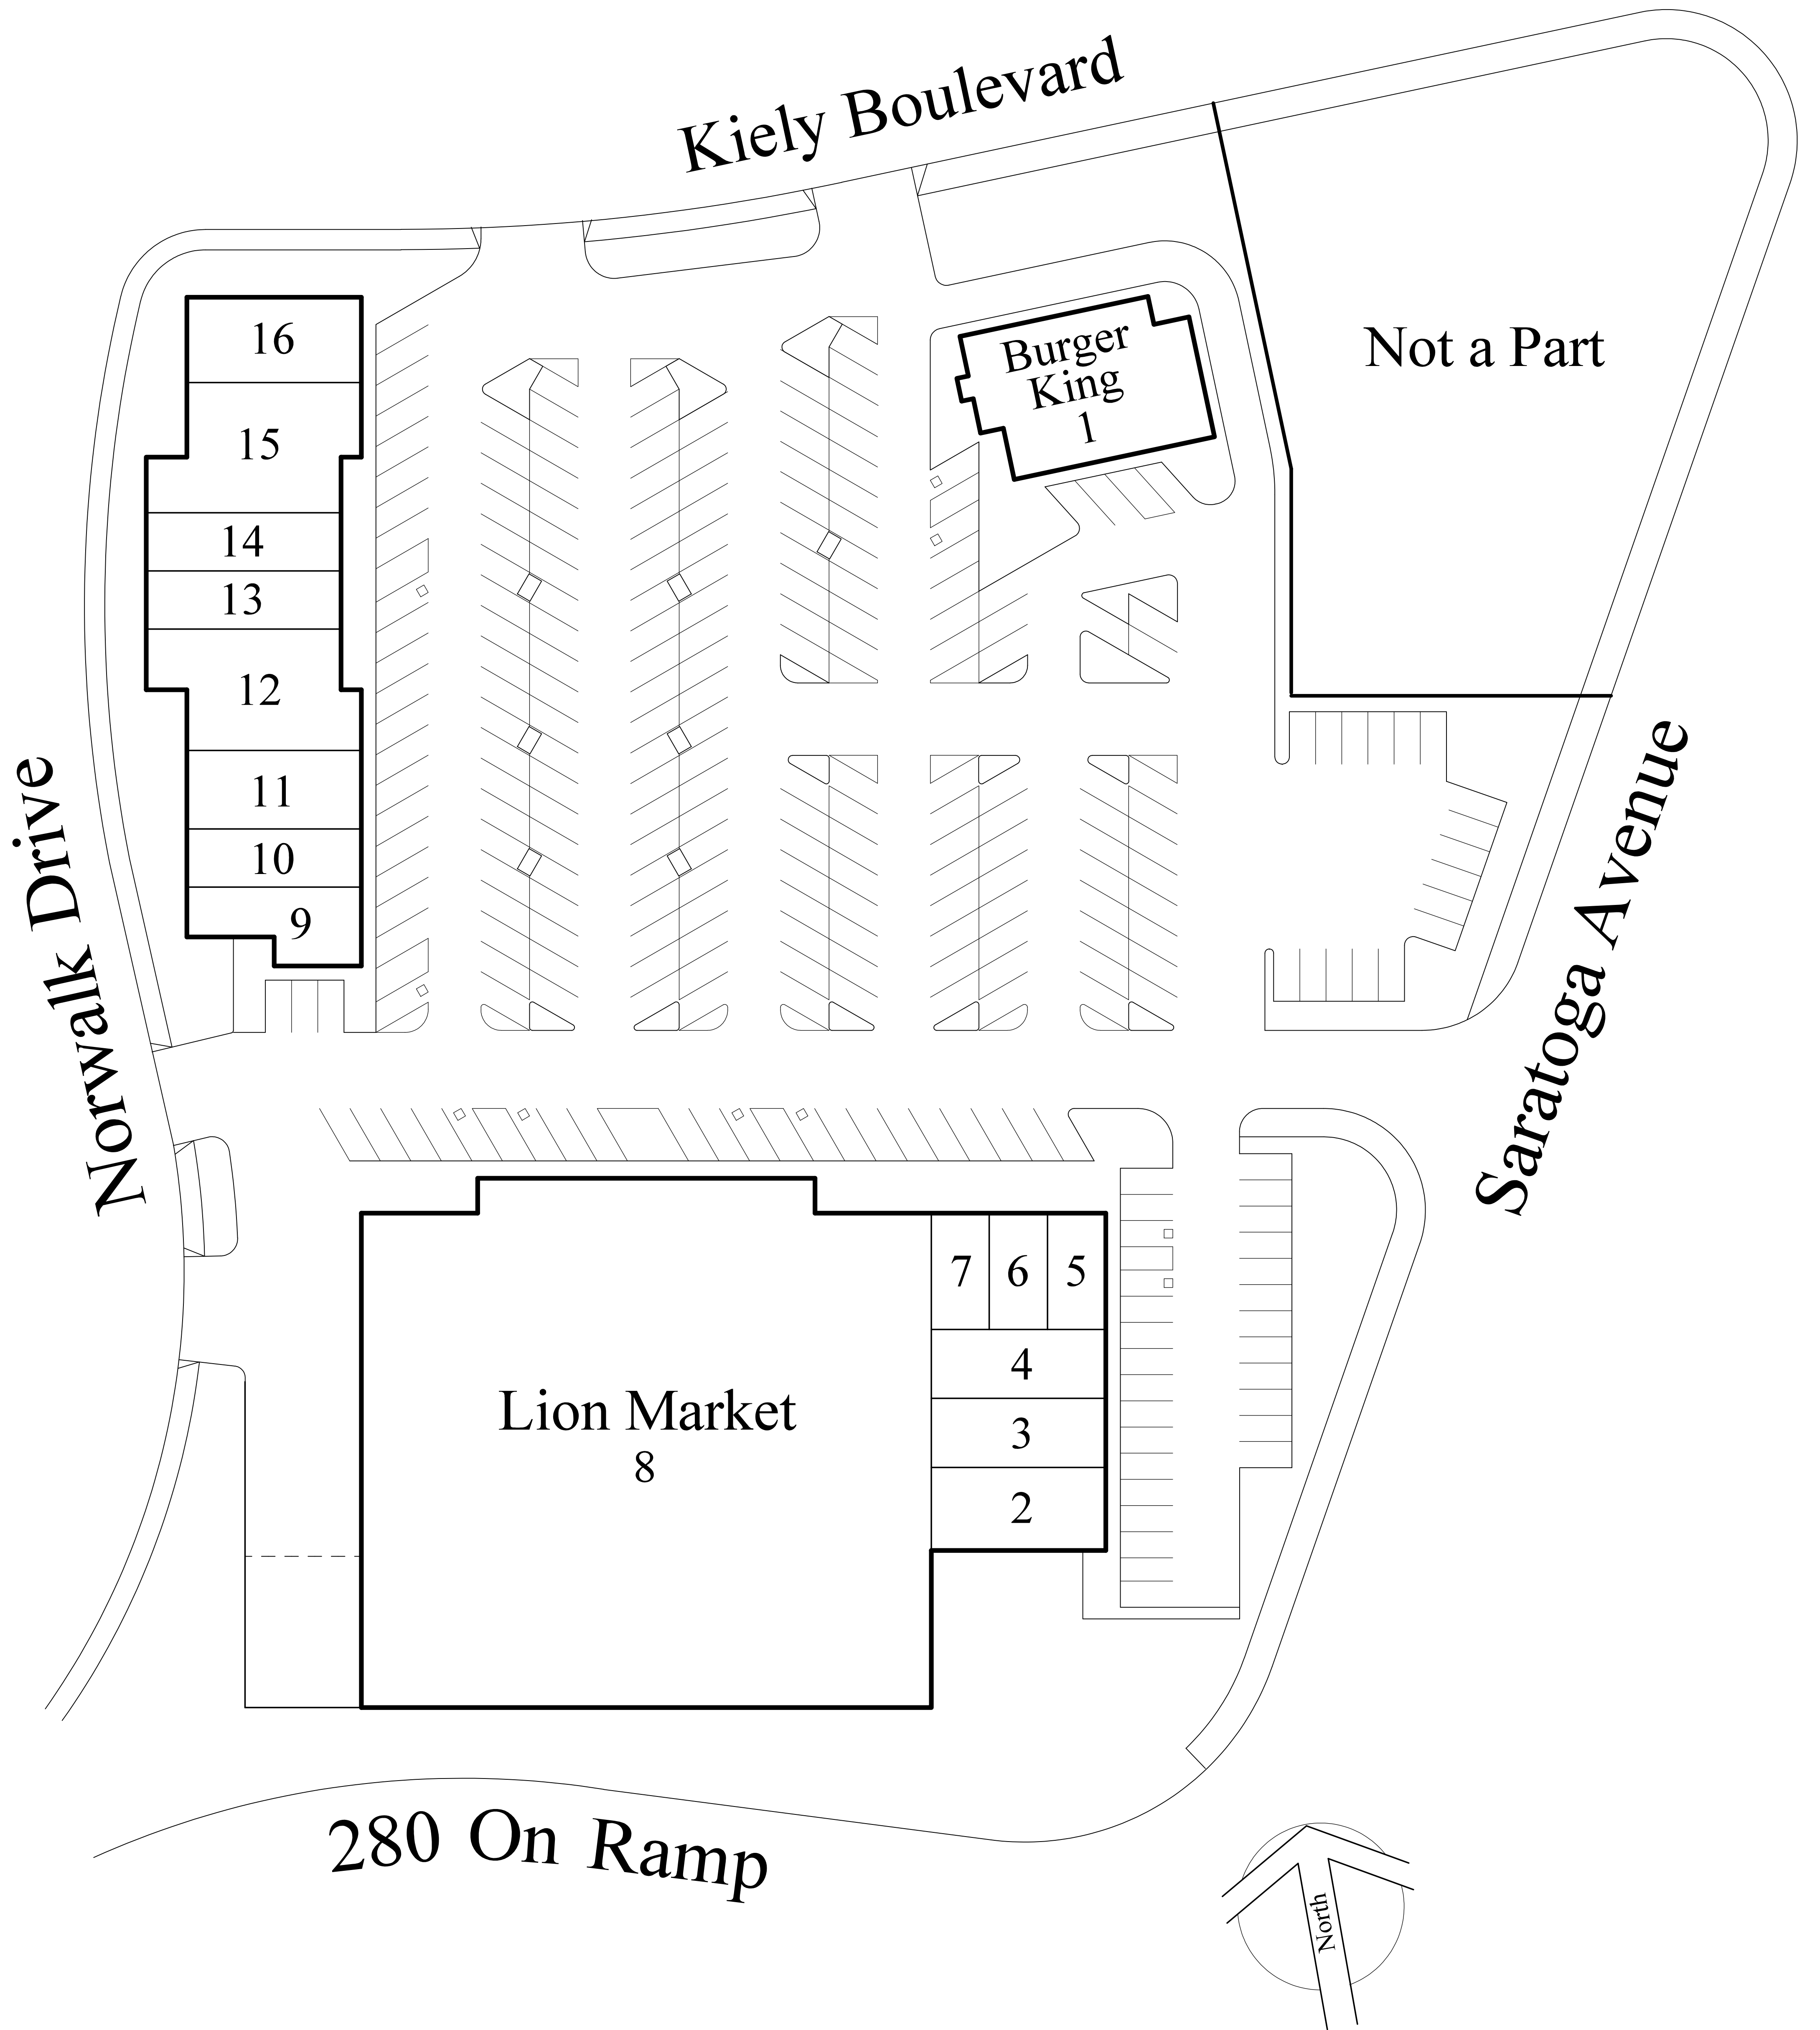 Kiely Boulevard
Burger
King
1
Not a Part
16
15
14
13
12
11
10
9
Norwalk Drive
Saratoga Avenue
7
6
5
4
3
2
Lion Market
8
280 On Ramp
North